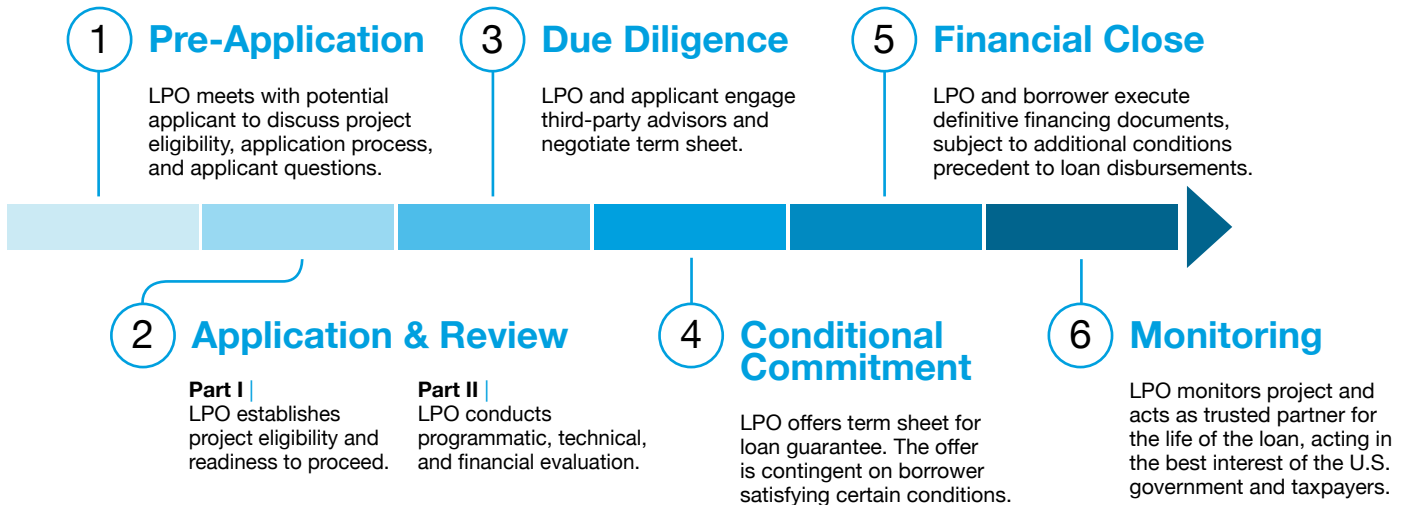 1 Pre-Application
LPO meets with potential
applicant to discuss project
eligibility, application process,
and applicant questions.
3 Due Diligence
LPO and applicant engage
third-party advisors and
negotiate term sheet.
5 Financial Close
LPO and borrower execute
definitive financing documents,
subject to additional conditions
precedent to loan disbursements.
2 Application & Review
Part I |
LPO establishes
project eligibility and
readiness to proceed.
Part II |
LPO conducts
programmatic, technical,
and financial evaluation.
4 Conditional
Commitment
LPO offers term sheet for
loan guarantee. The offer
is contingent on borrower
satisfying certain conditions.
6 Monitoring
LPO monitors project and
acts as trusted partner for
the life of the loan, acting in
the best interest of the U.S.
government and taxpayers.